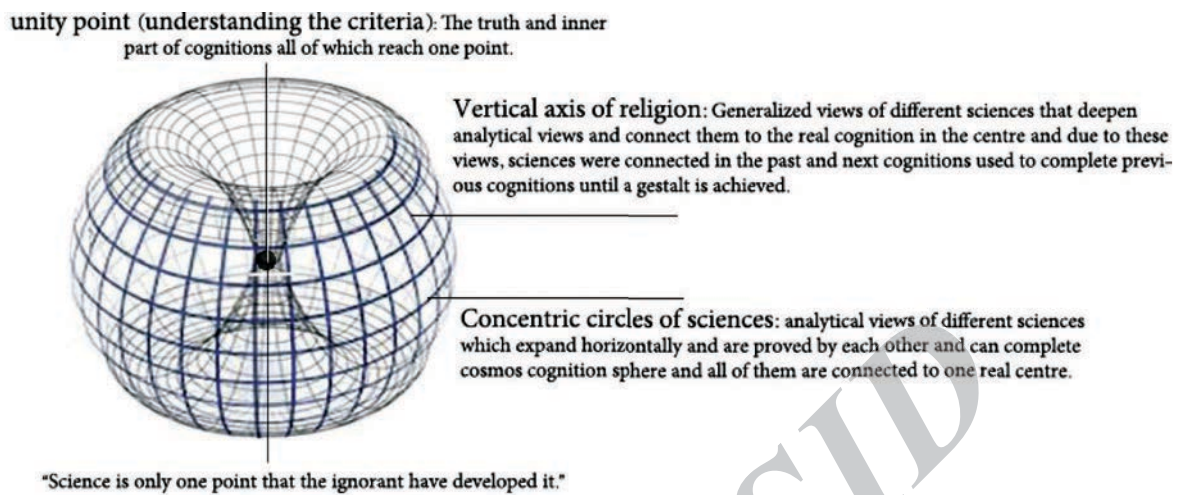 unity point (understanding the criteria): The truth and inner
part of cognitions all of which reach one point.
Vertical axis of religion: Generalized views of different sciences that deepen
analytical views and connect them to the real cognition in the centre and due to these
views, sciences were connected in the past and next cognitions used to complete previ-
ous cognitions until a gestalt is achieved.
Concentric circles of sciences: analytical views of different sciences
which expand horizontally and are proved by each other and can complete
cosmos cognition sphere and all of them are connected to one real centre.
"Science is only one point that the ignorant have developed it."
SID